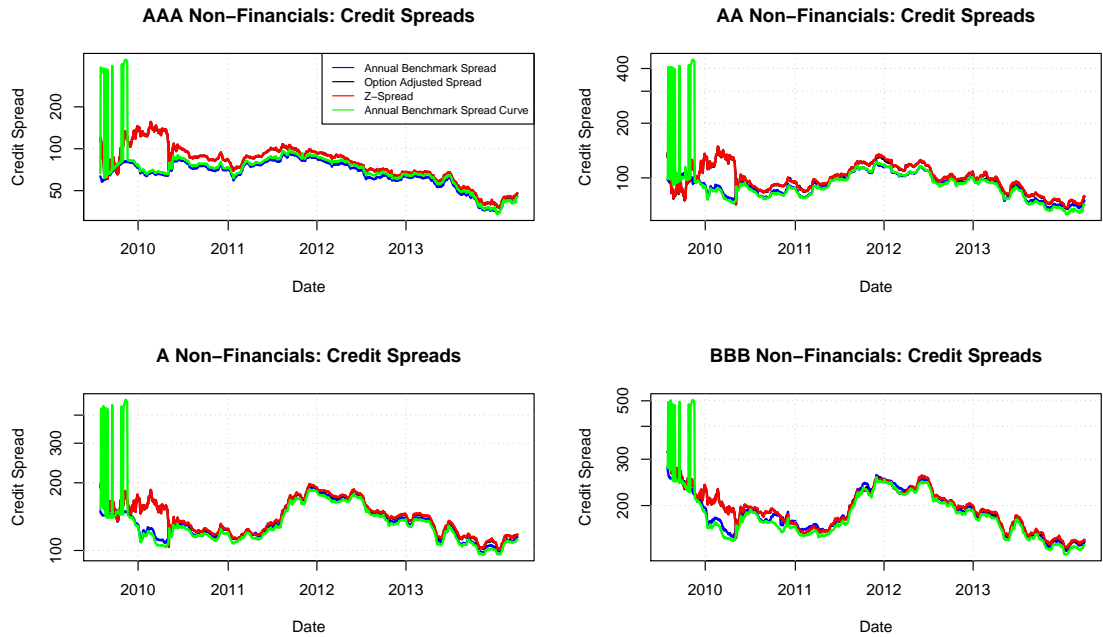 AAA Non−Financials: Credit Spreads
Credit Spread
200
100
50
Annual Benchmark Spread
Option Adjusted Spread
Z−Spread
Annual Benchmark Spread Curve
2010 2011 2012 2013
Date
AA Non−Financials: Credit Spreads
Credit Spread
400
200
100
2010 2011 2012 2013
Date
A Non−Financials: Credit Spreads
Credit Spread
300
200
100
2010 2011 2012 2013
Date
BBB Non−Financials: Credit Spreads
Credit Spread
500
300
200
2010 2011 2012 2013
Date